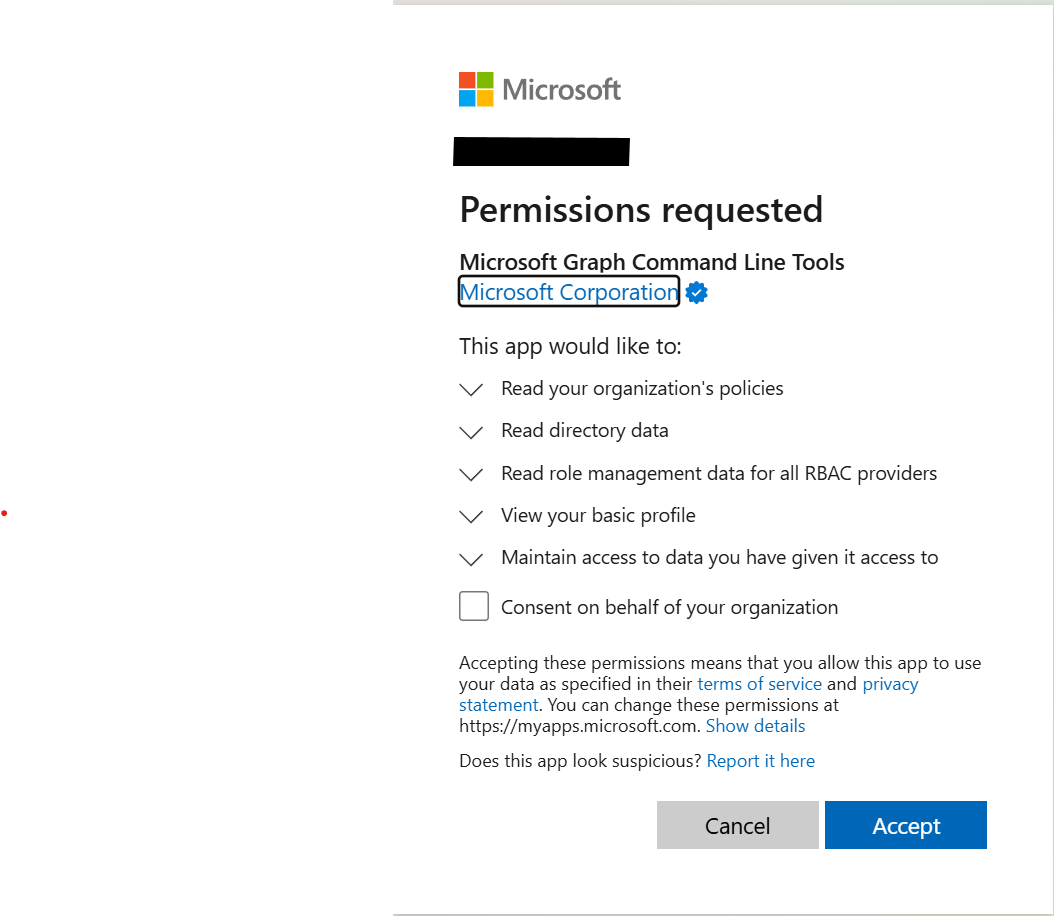 Microsoft
Permissions requested
Microsoft Graph Command Line Tools
Microsoft Corporation
This app would like to:
Read your organization's policies
Read directory data
Read role management data for all RBAC providers
View your basic profile
Maintain access to data you have given it access to
Consent on behalf of your organization
Accepting these permissions means that you allow this app to use
your data as specified in their terms of service and privacy
statement. You can change these permissions at
https://myapps.microsoft.com. Show details
Does this app look suspicious? Report it here
Cancel Accept